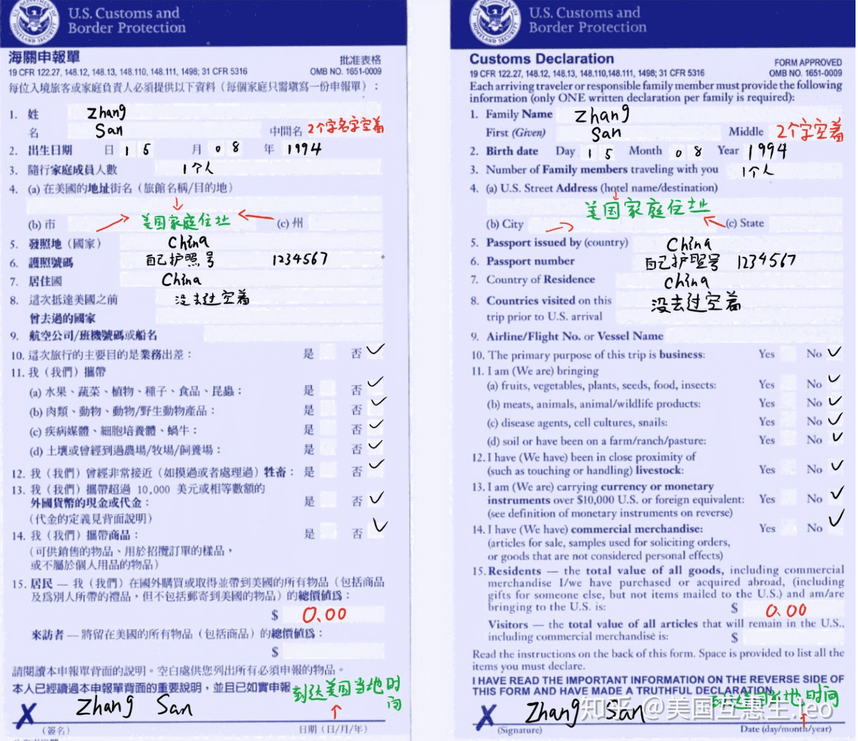 U.S. Customs and
Border Protection
海關申報單
批准表格
19 CFR 122.27, 148.12, 148.13, 148.110, 148.111, 1498; 31 CFR 5316
OMB NO. 1651-0009
每位入境旅客或家庭負責人必須提供以下資料（每個家庭只需填寫一份申報單）：
1. 姓 Zhang
名 San 中間名 2个字名字空着
2. 出生日期 日 15 月 08 年 1994
3. 隨行家庭成員人數 1个人
4. (a) 在美國的地址街名（旅館名稱/目的地）
(b) 市 美国家庭住址 (c) 州
5. 發照地（國家） China
6. 護照號碼 自己护照号 1234567
7. 居住國 China
8. 這次抵達美國之前 没去过空着
曾去過的國家
9. 航空公司/班機號碼或船名
10. 這次旅行的主要目的是業務出差： 是 否 ✓
11. 我（我們）攜帶
(a) 水果、蔬菜、植物、種子、食品、昆蟲： 是 否 ✓
(b) 肉類、動物、動物/野生動物產品： 是 否 ✓
(c) 疾病媒體、細胞培養體、蝸牛： 是 否 ✓
(d) 土壤或曾經到過農場/牧場/飼養場： 是 否 ✓
12. 我（我們）曾經非常接近（如摸過或者處理過）牲畜： 是 否 ✓
13. 我（我們）攜帶超過 10,000 美元或相等數額的
外國貨幣的現金或代金： 是 否 ✓
（代金的定義見背面說明）
14. 我（我們）攜帶商品： 是 否 ✓
（可供銷售的物品、用於招攬訂單的樣品，
或不屬於個人用品的物品）
15. 居民 — 我（我們）在國外購買或取得並帶到美國的所有物品（包括商品
及爲別人所帶的禮品，但不包括郵寄到美國的物品）的總價值爲：
$ 0.00
來訪者 — 將留在美國的所有物品（包括商品）的總價值爲：
$
請閱讀本申報單背面的說明。空白處供您列出所有必須申報的物品。
本人已經讀過本申報單背面的重要說明，並且已如實申報 到达美国当地时间
X Zhang San
(簽名) 日期（日/月/年）
U.S. Customs and
Border Protection
Customs Declaration
FORM APPROVED
19 CFR 122.27, 148.12, 148.13, 148.110,148.111, 1498; 31 CFR 5316
OMB NO. 1651-0009
Each arriving traveler or responsible family member must provide the following
information (only ONE written declaration per family is required):
1. Family Name Zhang
First (Given) San Middle 2个字空着
2. Birth date Day 15 Month 08 Year 1994
3. Number of Family members traveling with you 1个人
4. (a) U.S. Street Address (hotel name/destination)
美国家庭住址
(b) City (c) State
5. Passport issued by (country) China
6. Passport number 自己护照号 1234567
7. Country of Residence China
8. Countries visited on this 没去过空着
trip prior to U.S. arrival
9. Airline/Flight No. or Vessel Name
10. The primary purpose of this trip is business: Yes No ✓
11. I am (We are) bringing
(a) fruits, vegetables, plants, seeds, food, insects: Yes No ✓
(b) meats, animals, animal/wildlife products: Yes No ✓
(c) disease agents, cell cultures, snails: Yes No ✓
(d) soil or have been on a farm/ranch/pasture: Yes No ✓
12. I have (We have) been in close proximity of
(such as touching or handling) livestock: Yes No ✓
13. I am (We are) carrying currency or monetary
instruments over $10,000 U.S. or foreign equivalent: Yes No ✓
(see definition of monetary instruments on reverse)
14. I have (We have) commercial merchandise: Yes No ✓
(articles for sale, samples used for soliciting orders,
or goods that are not considered personal effects)
15. Residents — the total value of all goods, including commercial
merchandise I/we have purchased or acquired abroad, (including
gifts for someone else, but not items mailed to the U.S.) and am/are
bringing to the U.S. is: $ 0.00
Visitors — the total value of all articles that will remain in the U.S.,
including commercial merchandise is: $
Read the instructions on the back of this form. Space is provided to list all the
items you must declare.
I HAVE READ THE IMPORTANT INFORMATION ON THE REVERSE SIDE OF
THIS FORM AND HAVE MADE A TRUTHFUL DECLARATION.
X Zhang San
(Signature) Date (day/month/year)
知乎 @美国互惠生.leo